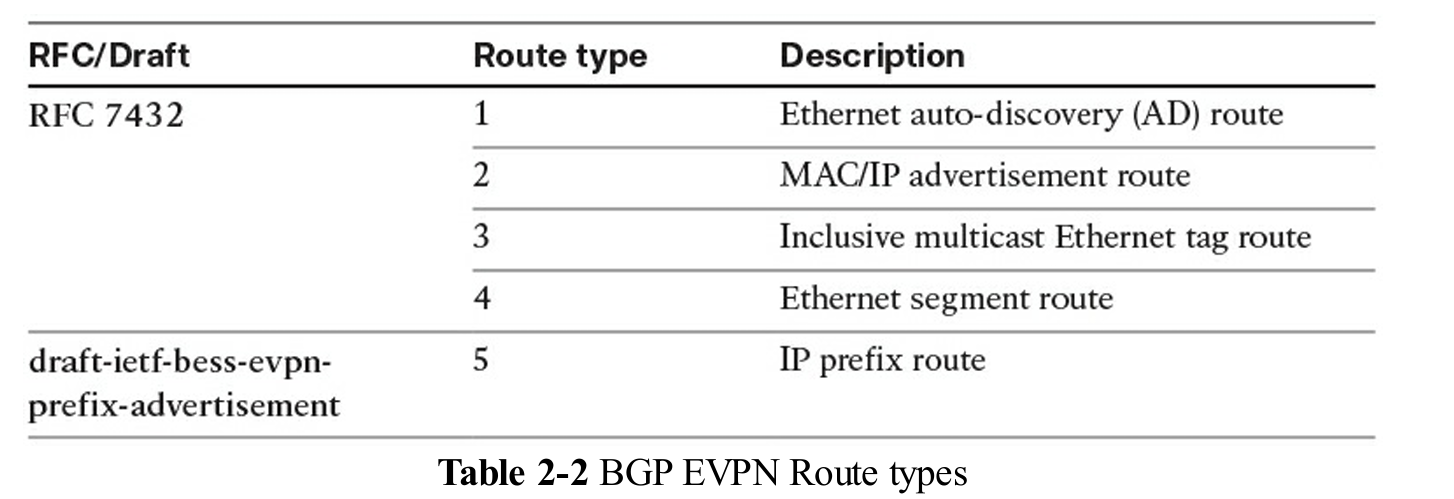 RFC/Draft Route type Description
RFC 7432 1 Ethernet auto-discovery (AD) route
2 MAC/IP advertisement route
3 Inclusive multicast Ethernet tag route
4 Ethernet segment route
draft-ietf-bess-evpn- 5 IP prefix route
prefix-advertisement
Table 2-2 BGP EVPN Route types